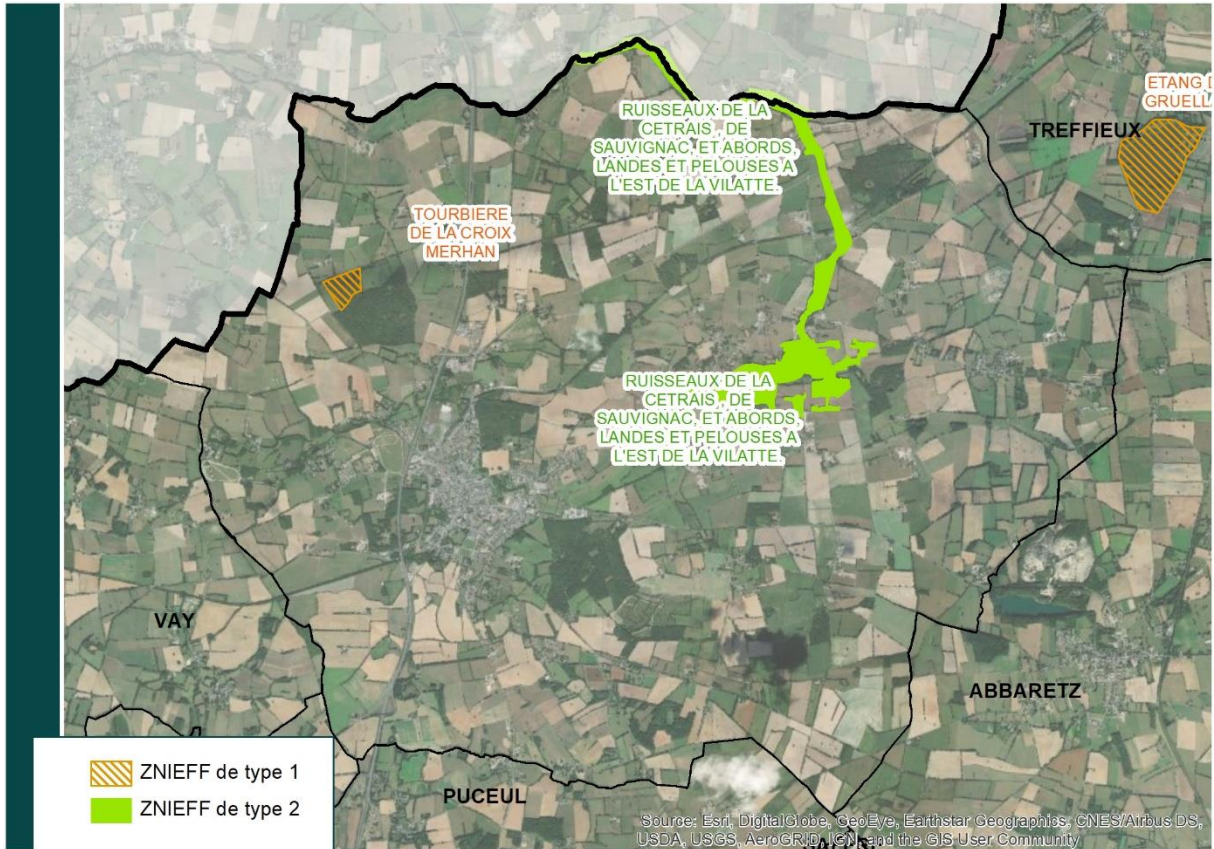 ETANG D
GRUELL
TREFFIEUX
RUISSEAUX DE LA
CETRAIS , DE
SAUVIGNAC, ET ABORDS,
LANDES ET PELOUSES A
L'EST DE LA VILATTE.
TOURBIERE
DE LA CROIX
MERHAN
RUISSEAUX DE LA
CETRAIS , DE
SAUVIGNAC, ET ABORDS,
LANDES ET PELOUSES A
L'EST DE LA VILATTE.
VAY
ABBARETZ
PUCEUL
ZNIEFF de type 1
ZNIEFF de type 2
Source: Esri, DigitalGlobe, GeoEye, Earthstar Geographics, CNES/Airbus DS,
USDA, USGS, AeroGRID, IGN, and the GIS User Community